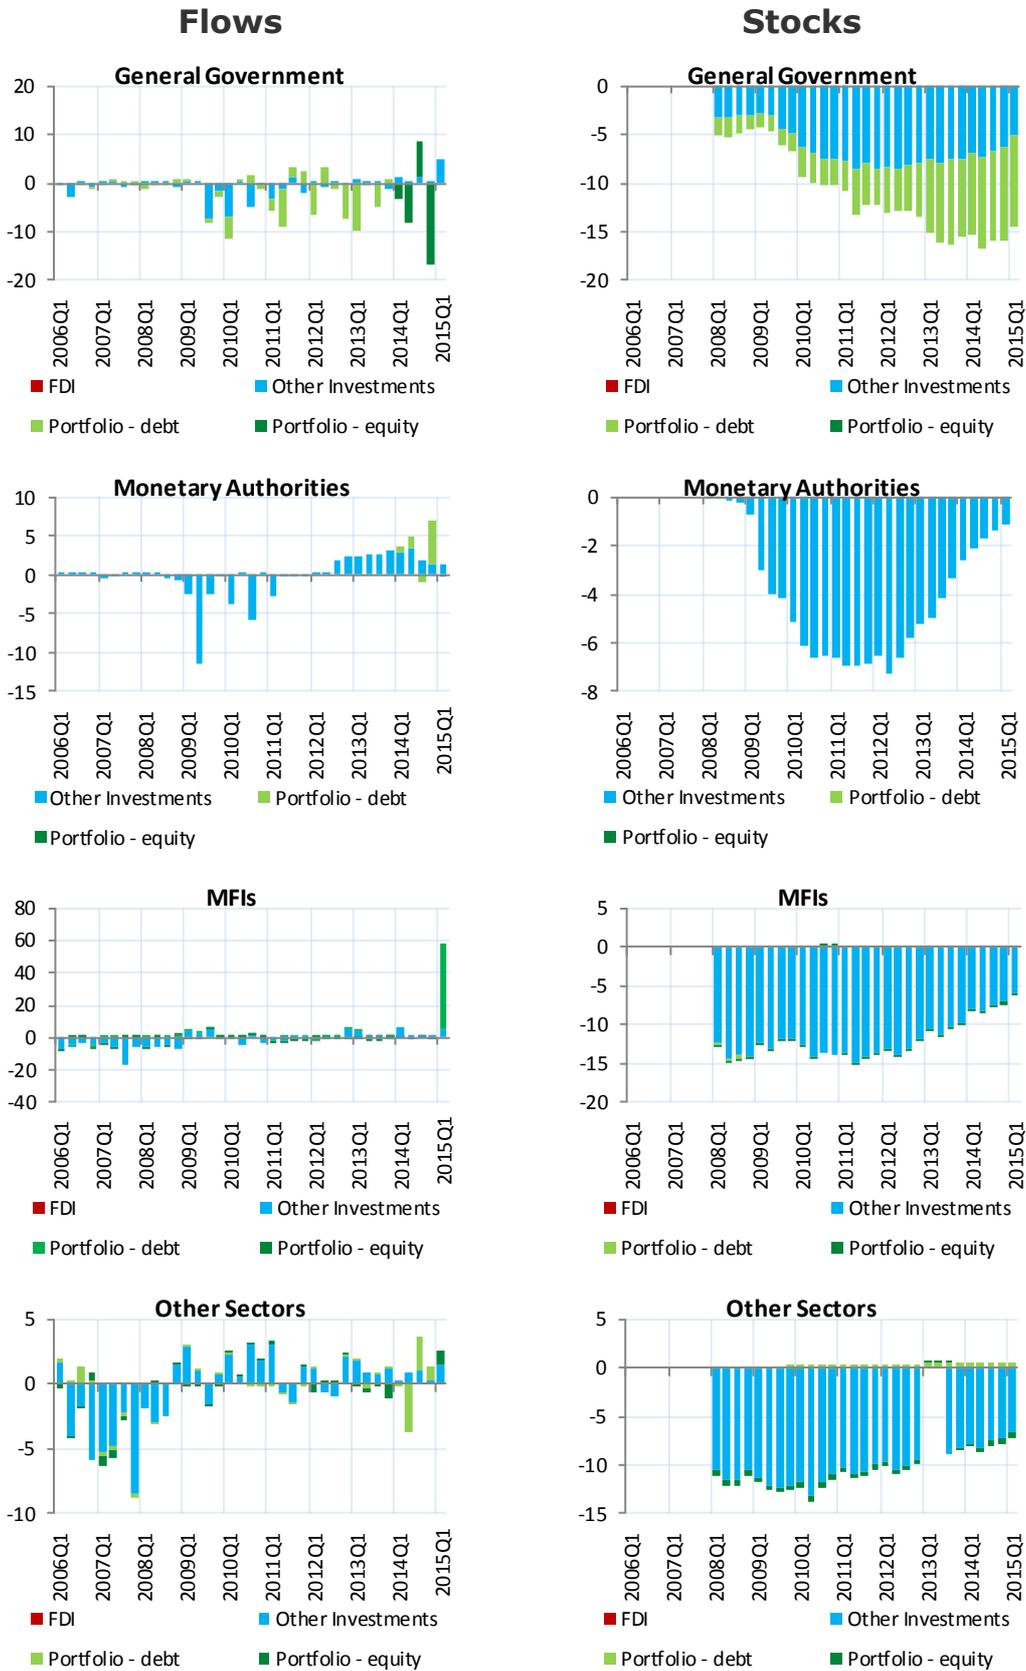 Flows
Stocks
General Government
20
10
0
-10
-20
2006Q1 2007Q1 2008Q1 2009Q1 2010Q1 2011Q1 2012Q1 2013Q1 2014Q1 2015Q1
FDI Other Investments
Portfolio - debt Portfolio - equity
General Government
0
-5
-10
-15
-20
2006Q1 2007Q1 2008Q1 2009Q1 2010Q1 2011Q1 2012Q1 2013Q1 2014Q1 2015Q1
FDI Other Investments
Portfolio - debt Portfolio - equity
Monetary Authorities
10
5
0
-5
-10
-15
2006Q1 2007Q1 2008Q1 2009Q1 2010Q1 2011Q1 2012Q1 2013Q1 2014Q1 2015Q1
Other Investments Portfolio - debt
Portfolio - equity
Monetary Authorities
0
-2
-4
-6
-8
2006Q1 2007Q1 2008Q1 2009Q1 2010Q1 2011Q1 2012Q1 2013Q1 2014Q1 2015Q1
Other Investments Portfolio - debt
Portfolio - equity
MFIs
80
60
40
20
0
-20
-40
2006Q1 2007Q1 2008Q1 2009Q1 2010Q1 2011Q1 2012Q1 2013Q1 2014Q1 2015Q1
FDI Other Investments
Portfolio - debt Portfolio - equity
MFIs
5
0
-5
-10
-15
-20
2006Q1 2007Q1 2008Q1 2009Q1 2010Q1 2011Q1 2012Q1 2013Q1 2014Q1 2015Q1
FDI Other Investments
Portfolio - debt Portfolio - equity
Other Sectors
5
0
-5
-10
2006Q1 2007Q1 2008Q1 2009Q1 2010Q1 2011Q1 2012Q1 2013Q1 2014Q1 2015Q1
FDI Other Investments
Portfolio - debt Portfolio - equity
Other Sectors
5
0
-5
-10
-15
2006Q1 2007Q1 2008Q1 2009Q1 2010Q1 2011Q1 2012Q1 2013Q1 2014Q1 2015Q1
FDI Other Investments
Portfolio - debt Portfolio - equity